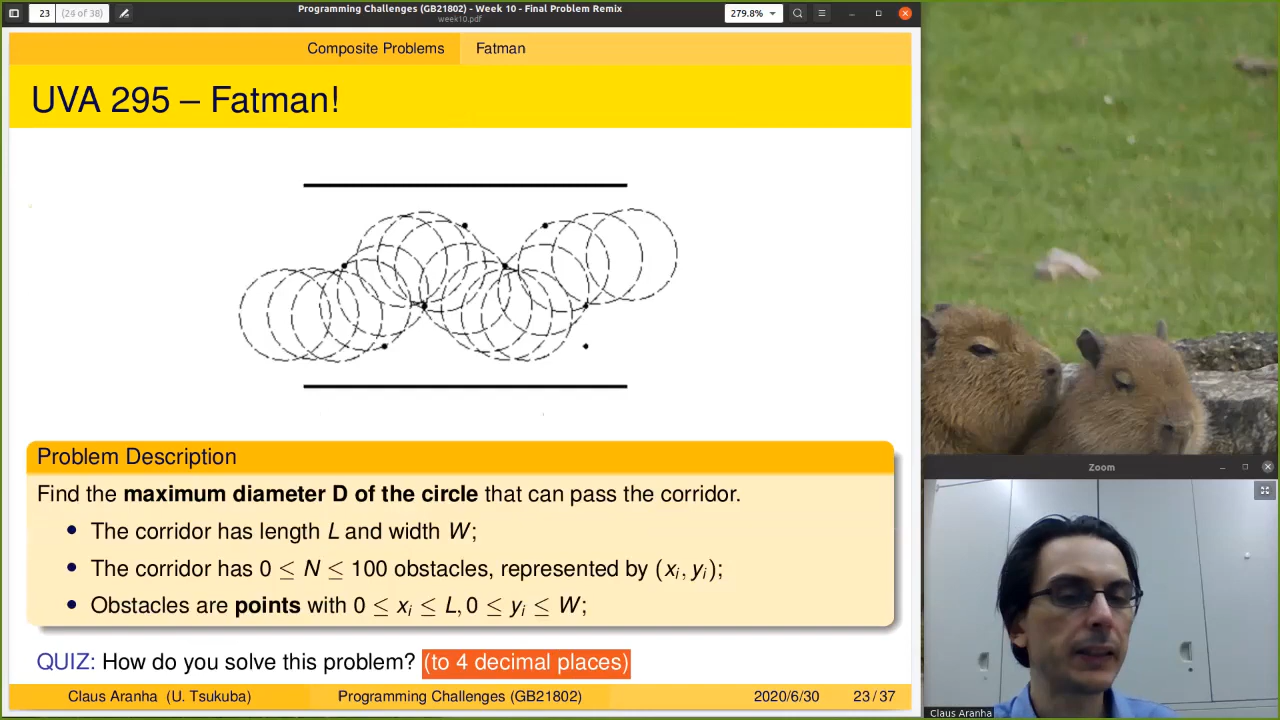 23 (24 of 38)
Programming Challenges (GB21802) - Week 10 - Final Problem Remix
week10.pdf
279.8%
Composite Problems Fatman
UVA 295 – Fatman!
Problem Description
Find the maximum diameter D of the circle that can pass the corridor.
• The corridor has length L and width W;
• The corridor has 0 ≤ N ≤ 100 obstacles, represented by (xᵢ, yᵢ);
• Obstacles are points with 0 ≤ xᵢ ≤ L, 0 ≤ yᵢ ≤ W;
QUIZ: How do you solve this problem? (to 4 decimal places)
Claus Aranha (U. Tsukuba) Programming Challenges (GB21802) 2020/6/30 23 / 37
Zoom
Claus Aranha